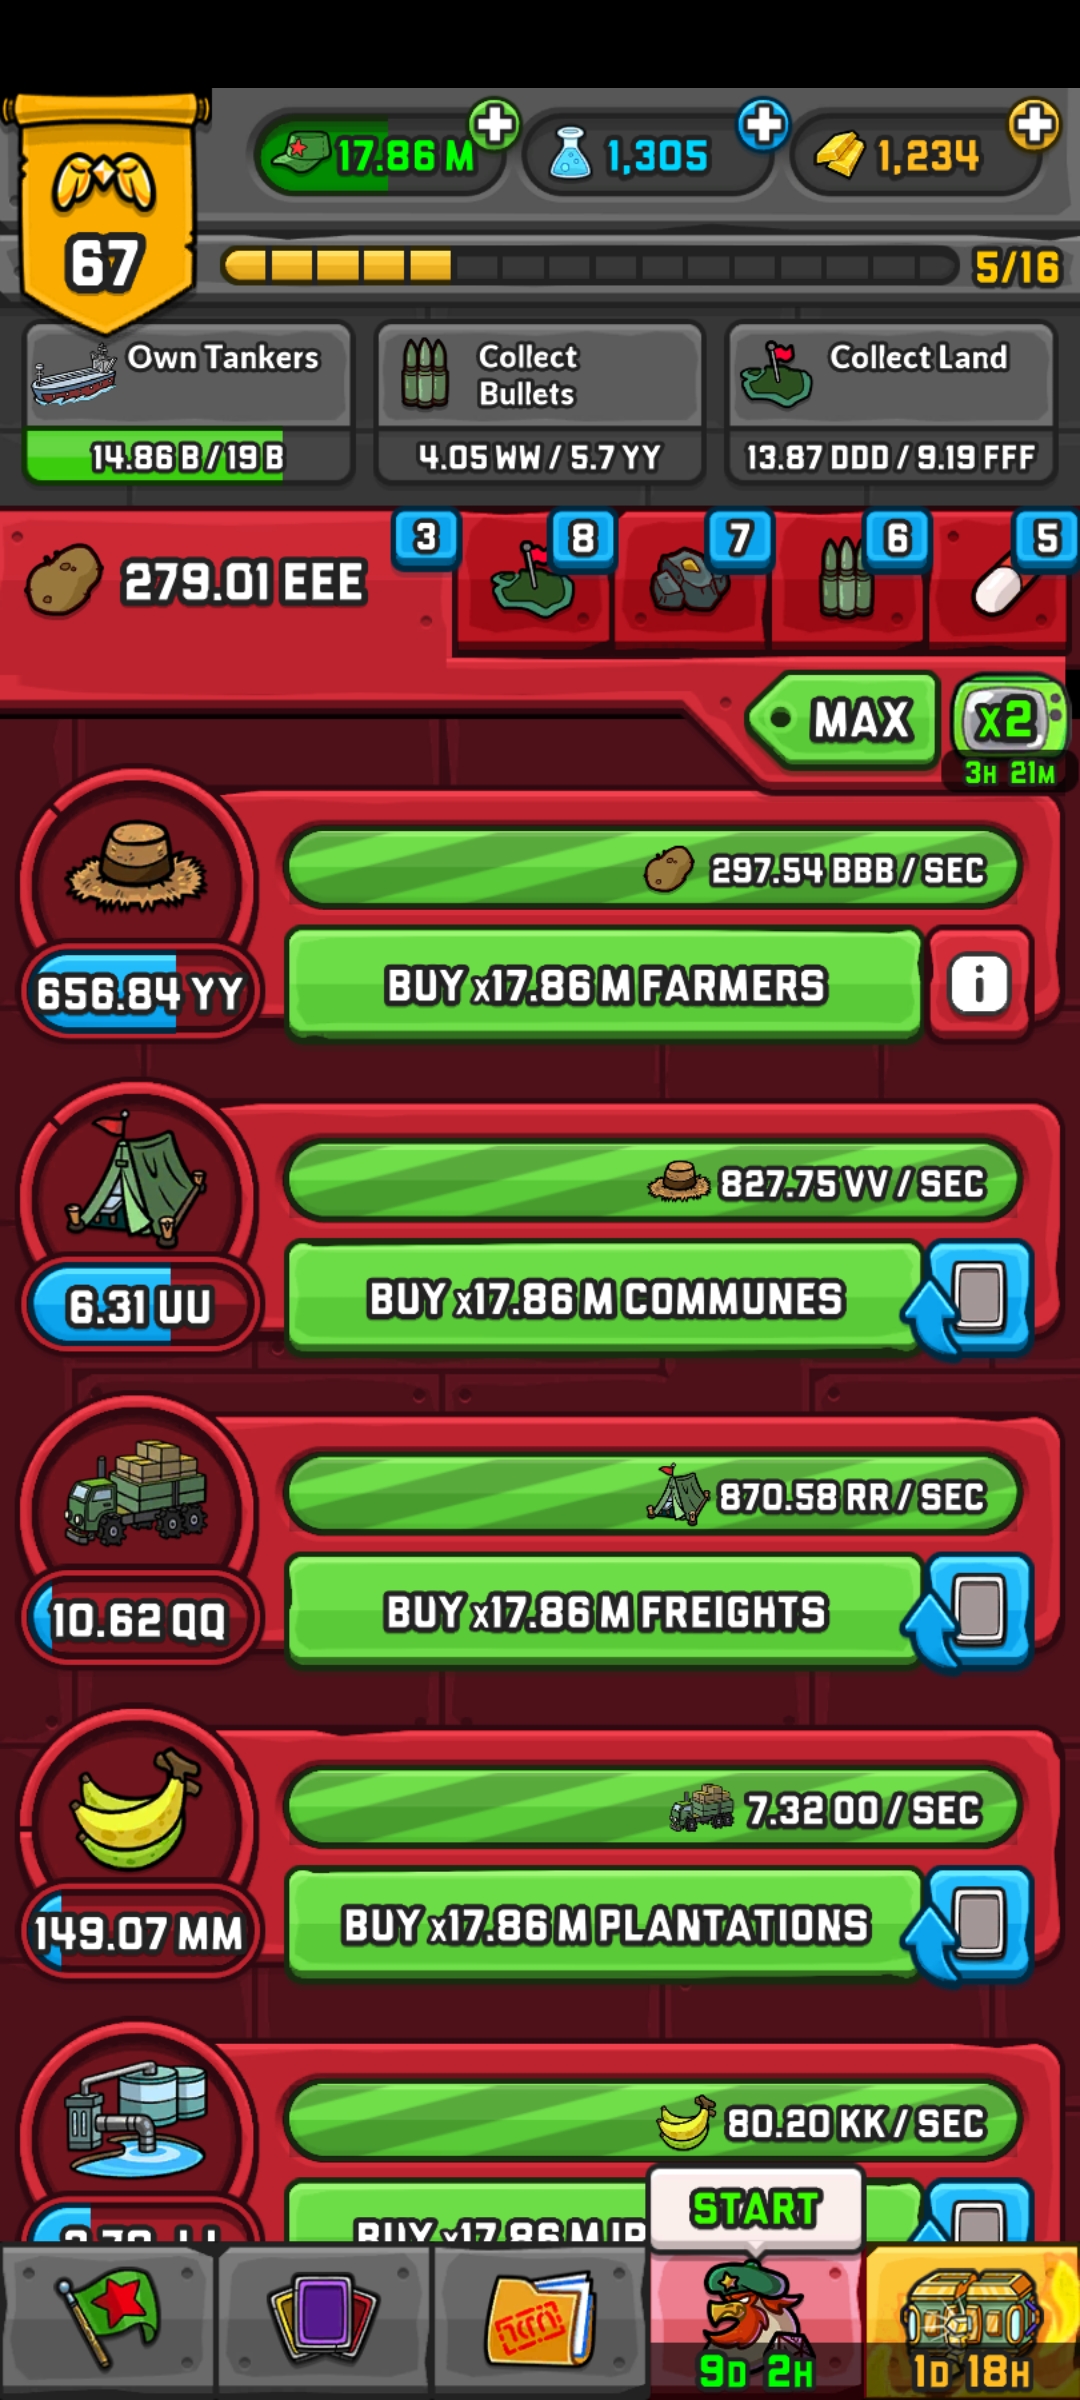 17.86 M
1,305
1,234
67
5/16
Own Tankers
14.86 B / 19 B
Collect
Bullets
4.05 WW / 5.7 YY
Collect Land
13.87 DDD / 9.19 FFF
279.01 EEE
3
8
7
6
5
MAX
x2
3H 21M
297.54 BBB / SEC
656.84 YY
BUY x17.86 M FARMERS
i
827.75 VV / SEC
6.31 UU
BUY x17.86 M COMMUNES
870.58 RR / SEC
10.62 QQ
BUY x17.86 M FREIGHTS
7.32 OO / SEC
149.07 MM
BUY x17.86 M PLANTATIONS
80.20 KK / SEC
BUY x17.86 M
START
9D 2H
1D 18H